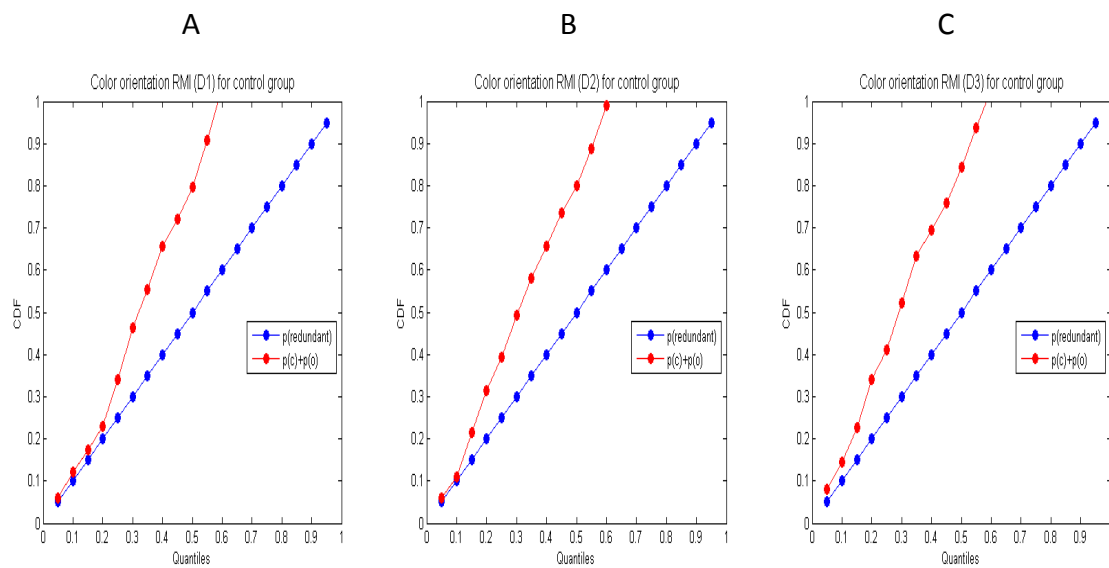 A
B
C
Color orientation RMI (D1) for control group
1
0.9
0.8
0.7
0.6
0.5
0.4
0.3
0.2
0.1
0
CDF
p(redundant)
p(c)+p(o)
0 0.1 0.2 0.3 0.4 0.5 0.6 0.7 0.8 0.9 1
Quantiles
Color orientation RMI (D2) for control group
1
0.9
0.8
0.7
0.6
0.5
0.4
0.3
0.2
0.1
0
CDF
p(redundant)
p(c)+p(o)
0 0.1 0.2 0.3 0.4 0.5 0.6 0.7 0.8 0.9 1
Quantiles
Color orientation RMI (D3) for control group
1
0.9
0.8
0.7
0.6
0.5
0.4
0.3
0.2
0.1
0
CDF
p(redundant)
p(c)+p(o)
0 0.1 0.2 0.3 0.4 0.5 0.6 0.7 0.8 0.9
Quantiles